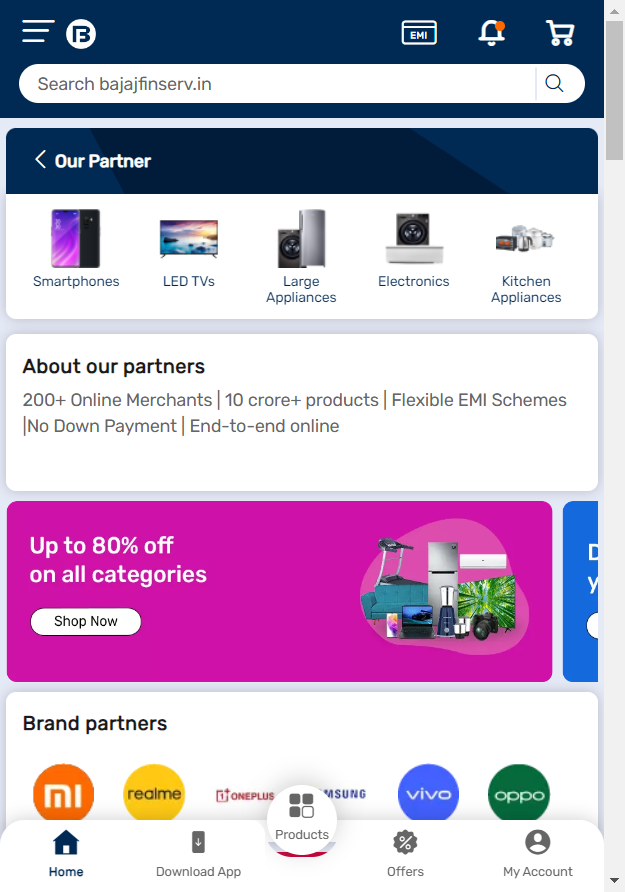 EMI
Search bajajfinserv.in
Our Partner
Smartphones
LED TVs
Large
Appliances
Electronics
Kitchen
Appliances
About our partners
200+ Online Merchants | 10 crore+ products | Flexible EMI Schemes
|No Down Payment | End-to-end online
Up to 80% off
on all categories
Shop Now
D
y
Brand partners
mi
realme
1+ ONEPLUS
MSUNG
vivo
oppo
Products
Home
Download App
Offers
My Account